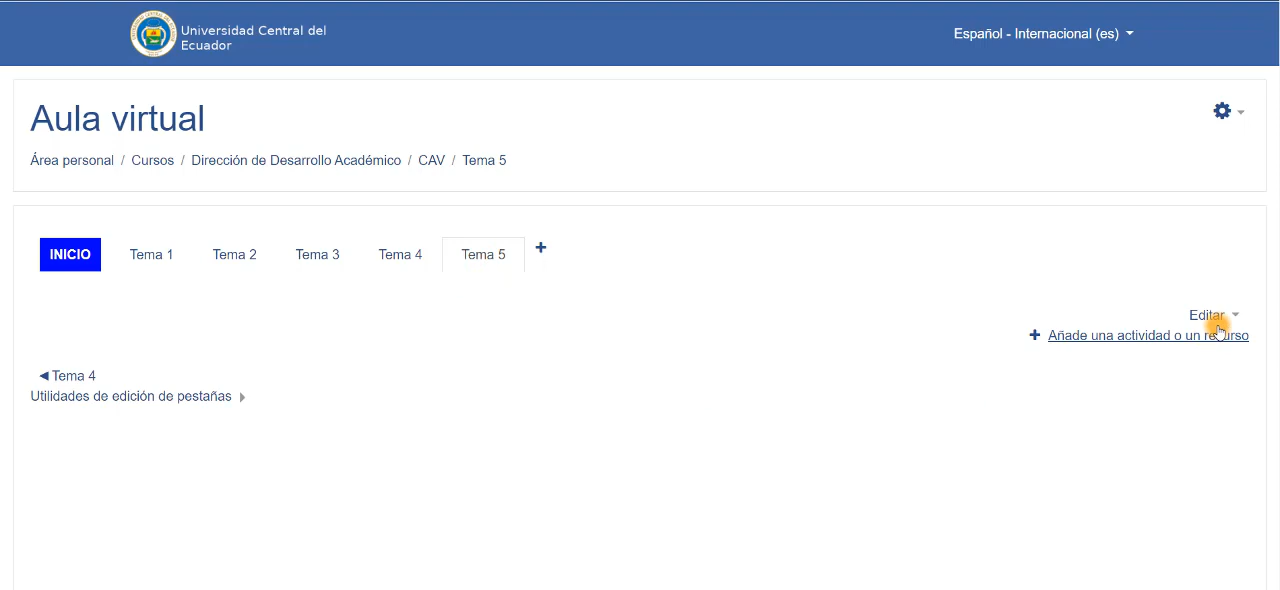 Universidad Central del
Ecuador
Español - Internacional (es)
Aula virtual
Área personal / Cursos / Dirección de Desarrollo Académico / CAV / Tema 5
INICIO Tema 1 Tema 2 Tema 3 Tema 4 Tema 5 +
Editar
+ Añade una actividad o un recurso
◀ Tema 4
Utilidades de edición de pestañas